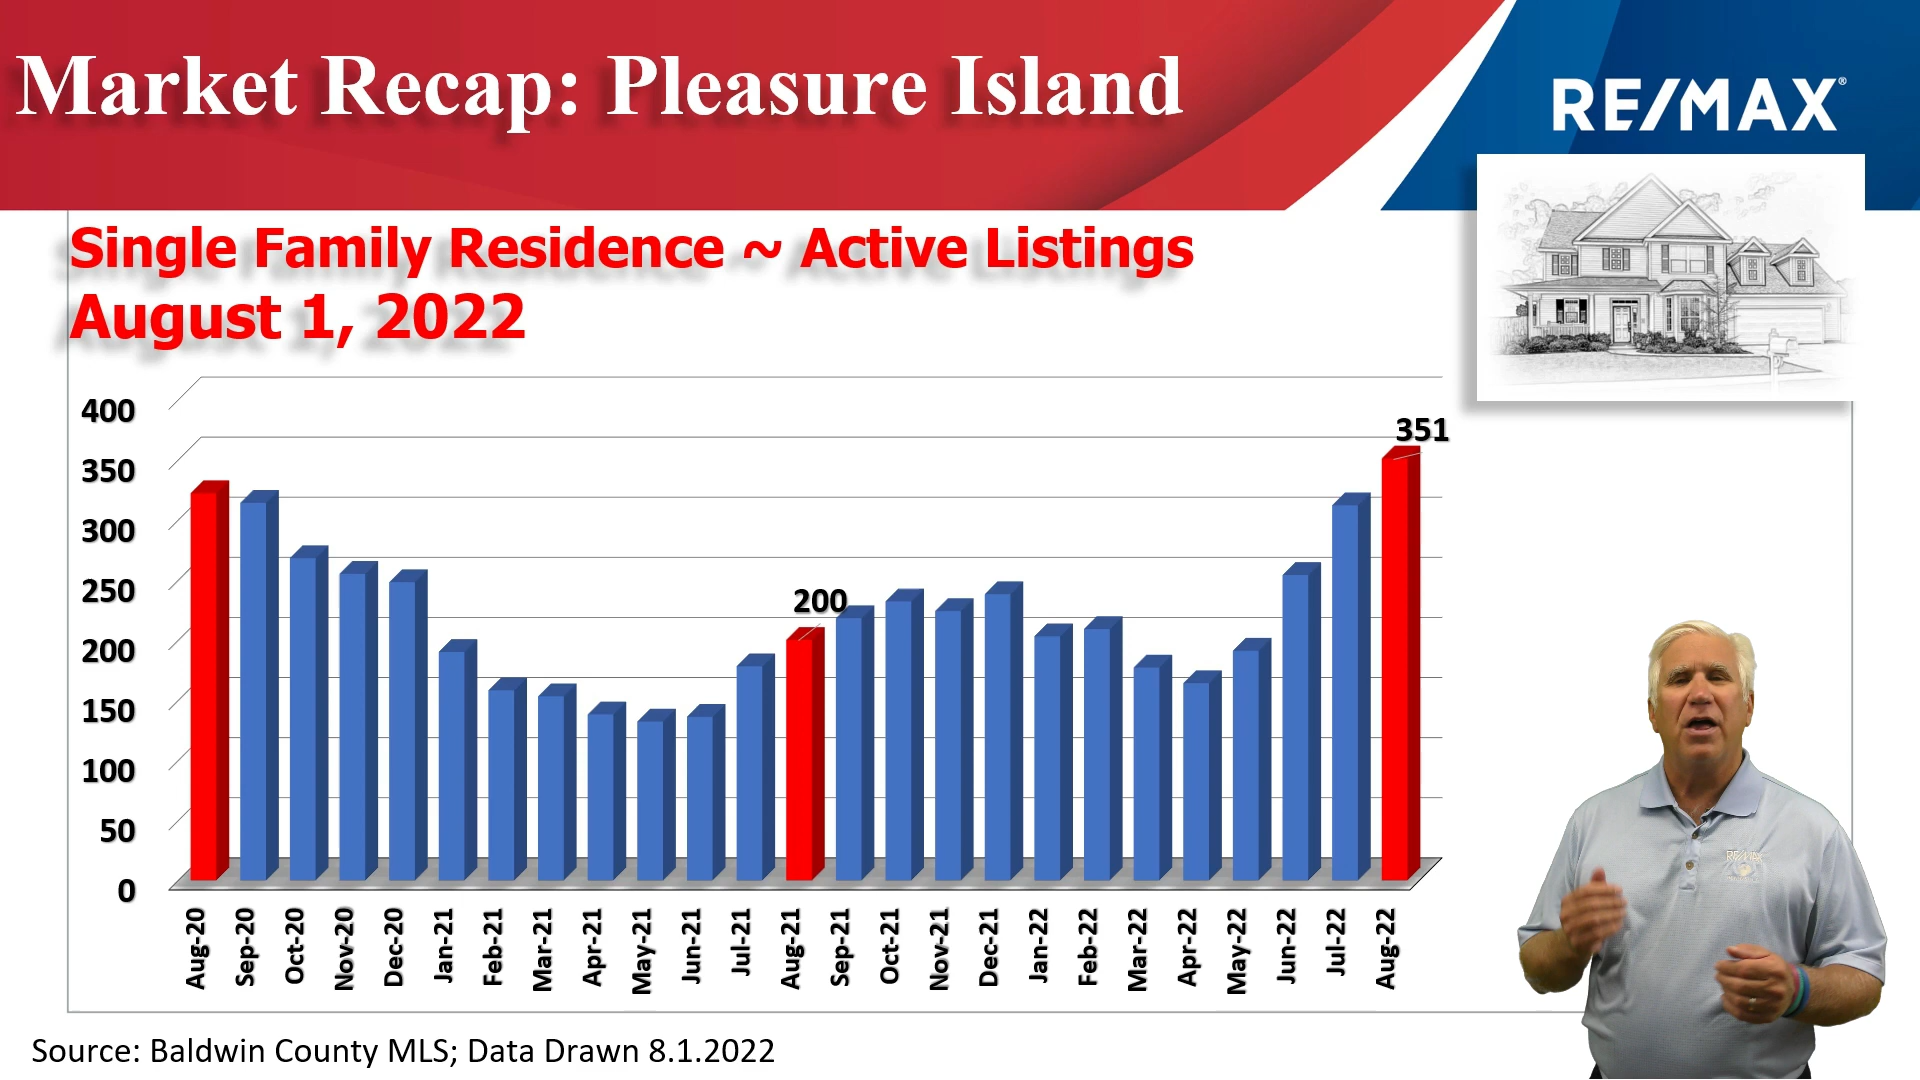 Market Recap: Pleasure Island
RE/MAX®
Single Family Residence ~ Active Listings
August 1, 2022
400
350
300
250
200
150
100
50
0
200
351
Aug-20
Sep-20
Oct-20
Nov-20
Dec-20
Jan-21
Feb-21
Mar-21
Apr-21
May-21
Jun-21
Jul-21
Aug-21
Sep-21
Oct-21
Nov-21
Dec-21
Jan-22
Feb-22
Mar-22
Apr-22
May-22
Jun-22
Jul-22
Aug-22
RE/MAX
Source: Baldwin County MLS; Data Drawn 8.1.2022